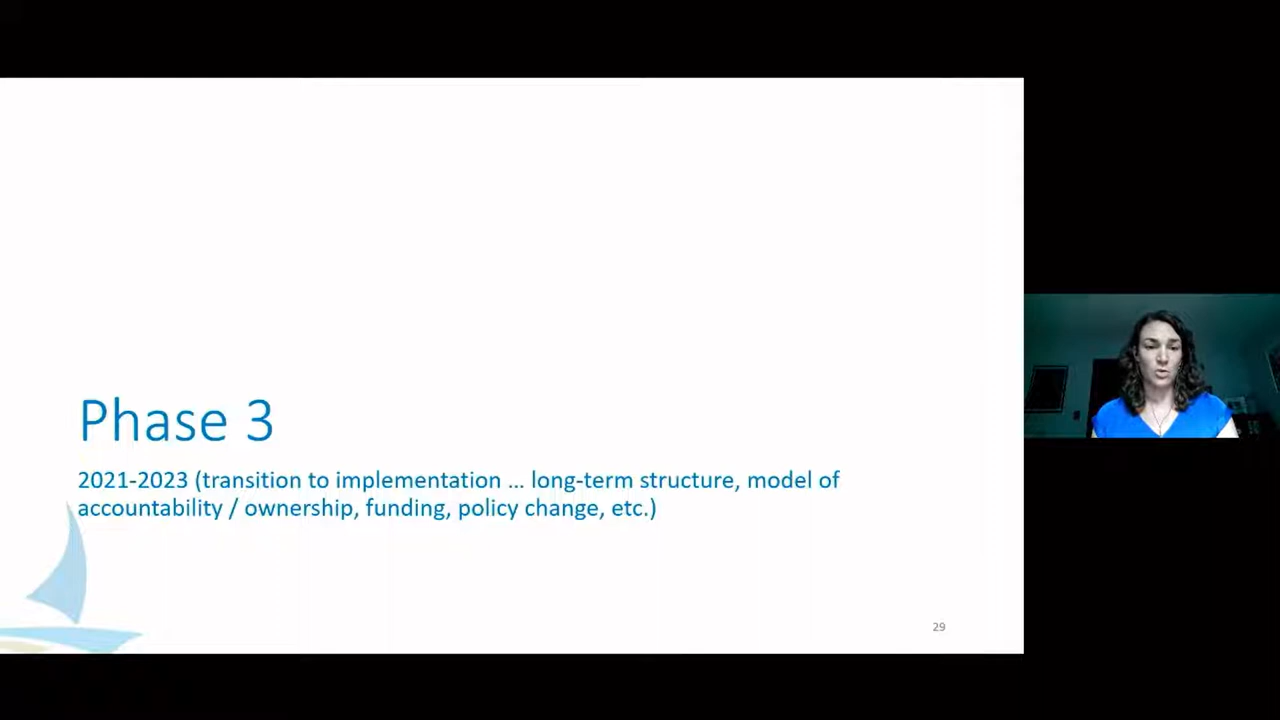 Phase 3
2021-2023 (transition to implementation ... long-term structure, model of
accountability / ownership, funding, policy change, etc.)
29